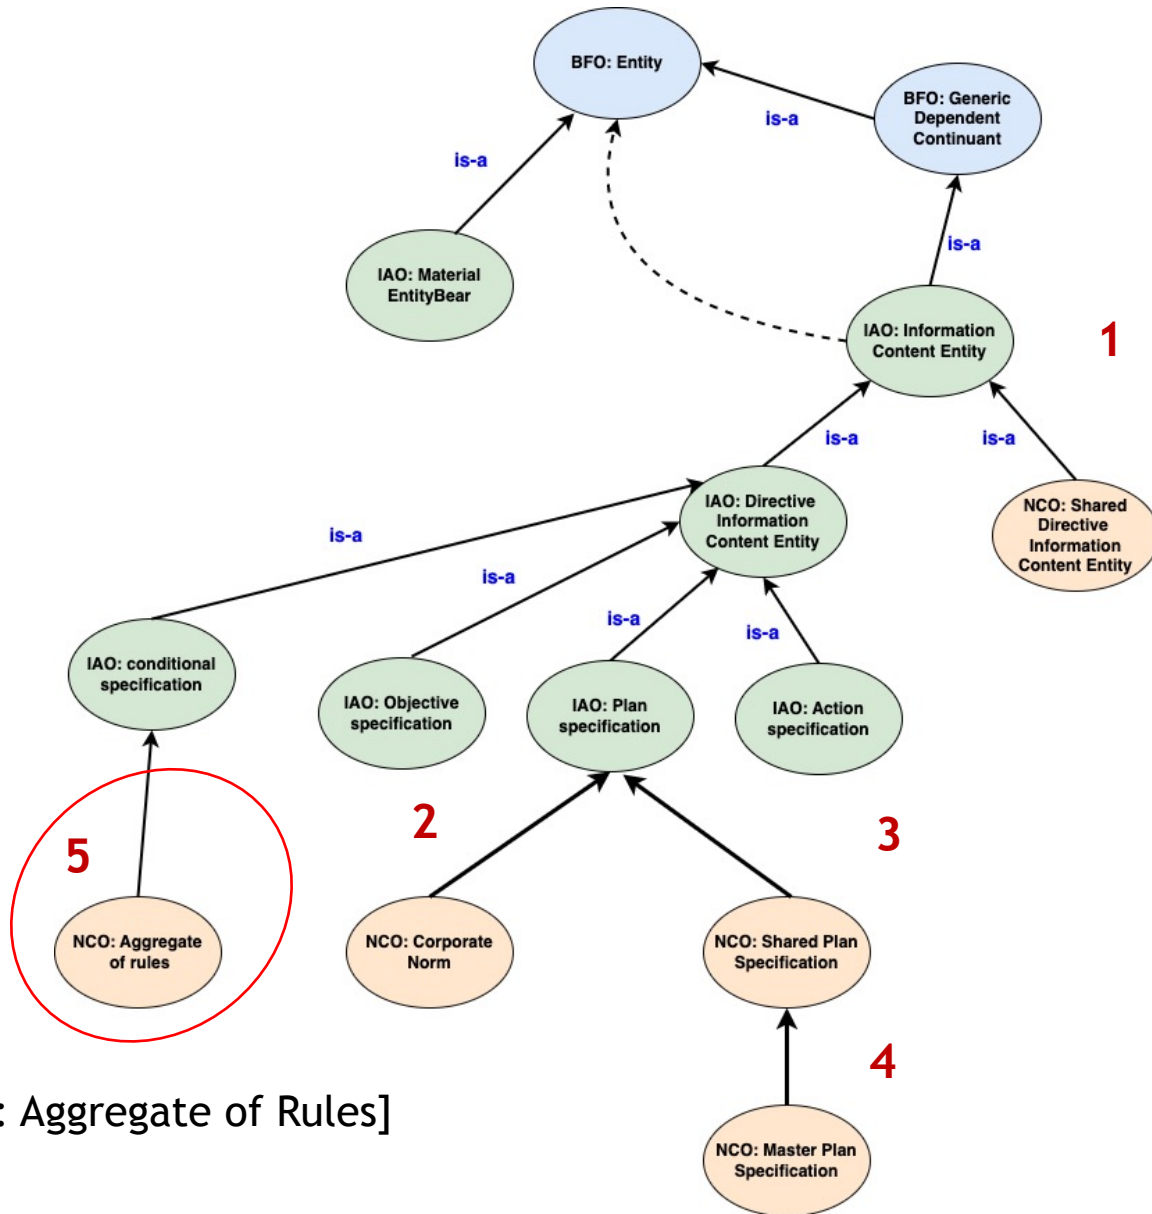 BFO: Entity
BFO: Generic
Dependent
Continuant
is-a
is-a
is-a
IAO: Material
EntityBear
IAO: Information
Content Entity
1
is-a
is-a
IAO: Directive
Information
Content Entity
NCO: Shared
Directive
Information
Content Entity
is-a
is-a
is-a
is-a
IAO: conditional
specification
IAO: Objective
specification
IAO: Plan
specification
IAO: Action
specification
5
2
3
NCO: Aggregate
of rules
NCO: Corporate
Norm
NCO: Shared Plan
Specification
4
: Aggregate of Rules]
NCO: Master Plan
Specification